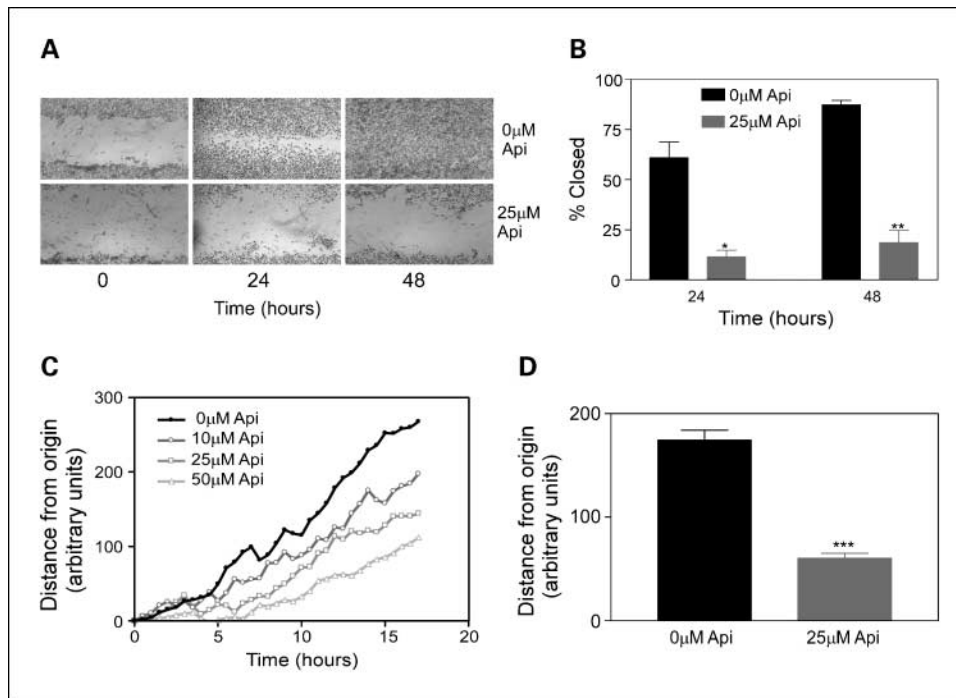 A
0μM
Api
25μM
Api
0
24
48
Time (hours)
B
100
75
50
25
0
% Closed
0μM Api
25μM Api
*
**
24
48
Time (hours)
C
300
200
100
0
Distance from origin
(arbitrary units)
0μM Api
10μM Api
25μM Api
50μM Api
0
5
10
15
20
Time (hours)
D
200
100
0
Distance from origin
(arbitrary units)
***
0μM Api
25μM Api